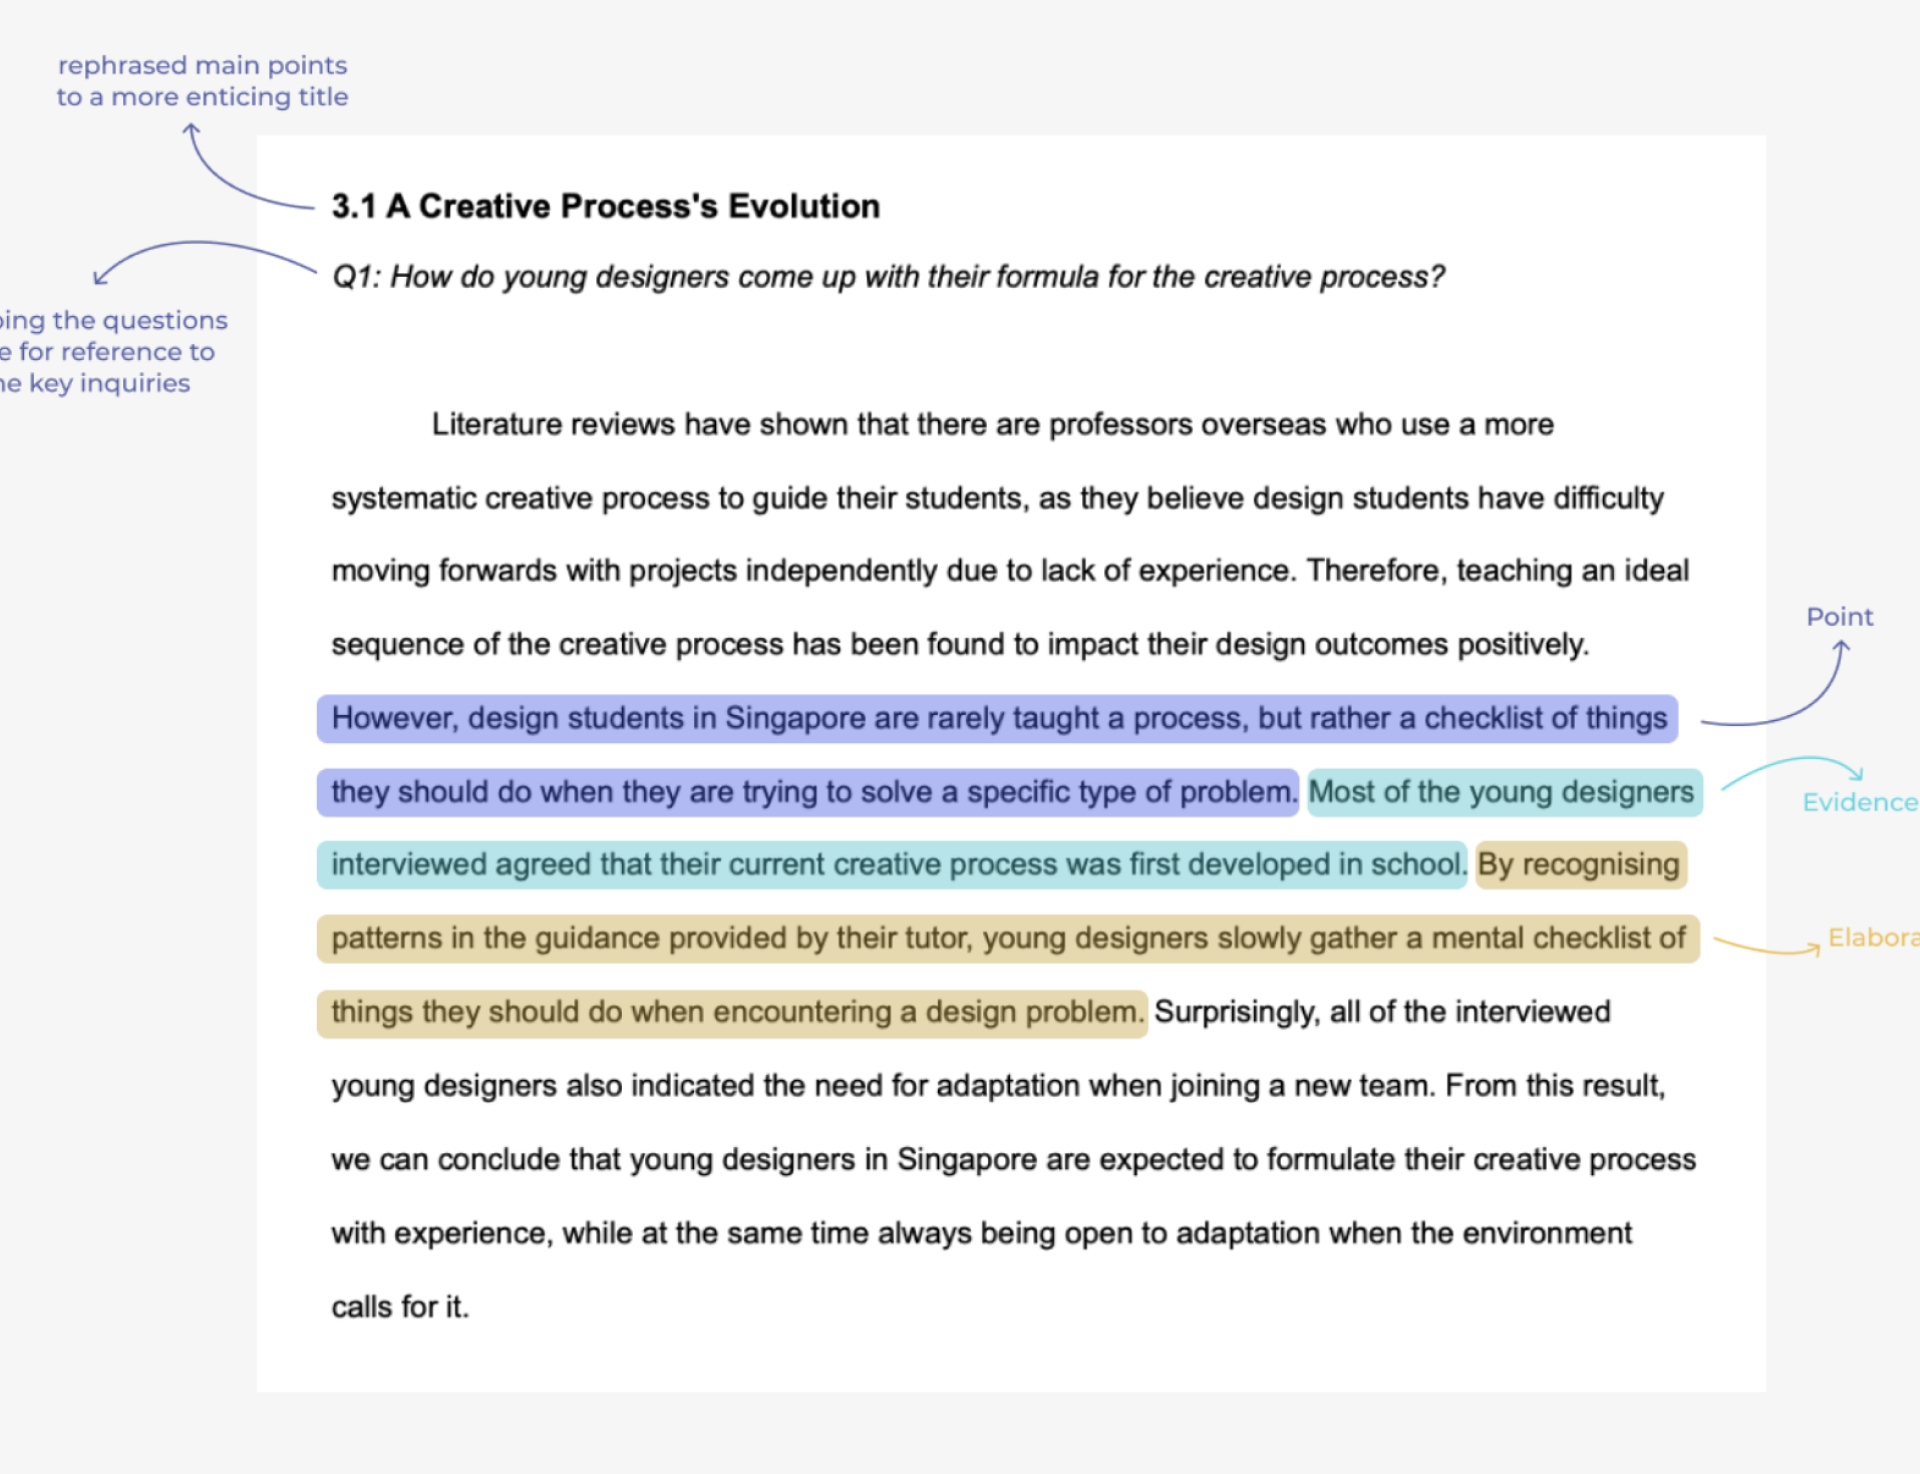 rephrased main points
to a more enticing title
3.1 A Creative Process's Evolution
Q1: How do young designers come up with their formula for the creative process?
the questions
for reference to
key inquiries
Literature reviews have shown that there are professors overseas who use a more
systematic creative process to guide their students, as they believe design students have difficulty
moving forwards with projects independently due to lack of experience. Therefore, teaching an ideal
sequence of the creative process has been found to impact their design outcomes positively.
However, design students in Singapore are rarely taught a process, but rather a checklist of things
they should do when they are trying to solve a specific type of problem. Most of the young designers
interviewed agreed that their current creative process was first developed in school. By recognising
patterns in the guidance provided by their tutor, young designers slowly gather a mental checklist of
things they should do when encountering a design problem. Surprisingly, all of the interviewed
young designers also indicated the need for adaptation when joining a new team. From this result,
we can conclude that young designers in Singapore are expected to formulate their creative process
with experience, while at the same time always being open to adaptation when the environment
calls for it.
Point
Evidence